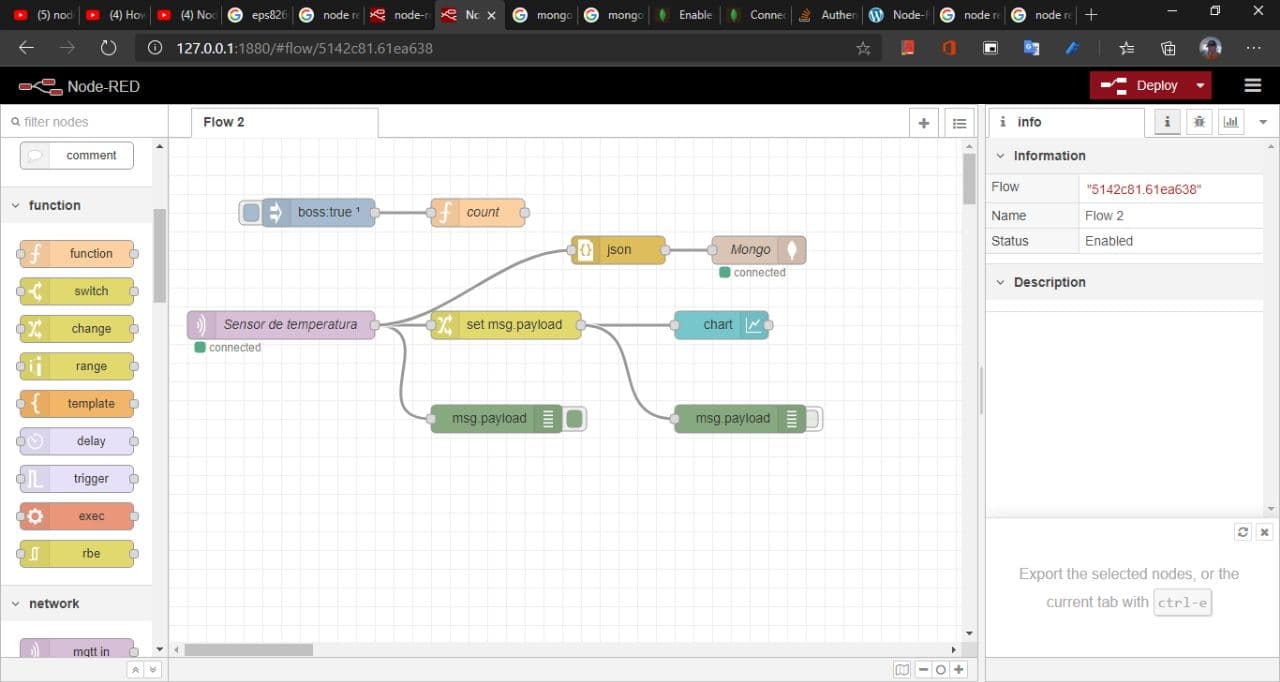 (5) nod
(4) Hov
(4) Noc
eps826
node re
node-r
No
mongo
mongo
Enable
Connec
Auther
Node-F
node re
node re
127.0.0.1:1880/#flow/5142c81.61ea638
Node-RED
Deploy
filter nodes
Flow 2
info
comment
function
function
switch
change
range
template
delay
trigger
exec
rbe
network
mqtt in
boss:true ¹
count
json
Mongo
connected
Sensor de temperatura
connected
set msg.payload
chart
msg.payload
msg.payload
Information
Flow "5142c81.61ea638"
Name Flow 2
Status Enabled
Description
Export the selected nodes, or the
current tab with ctrl-e